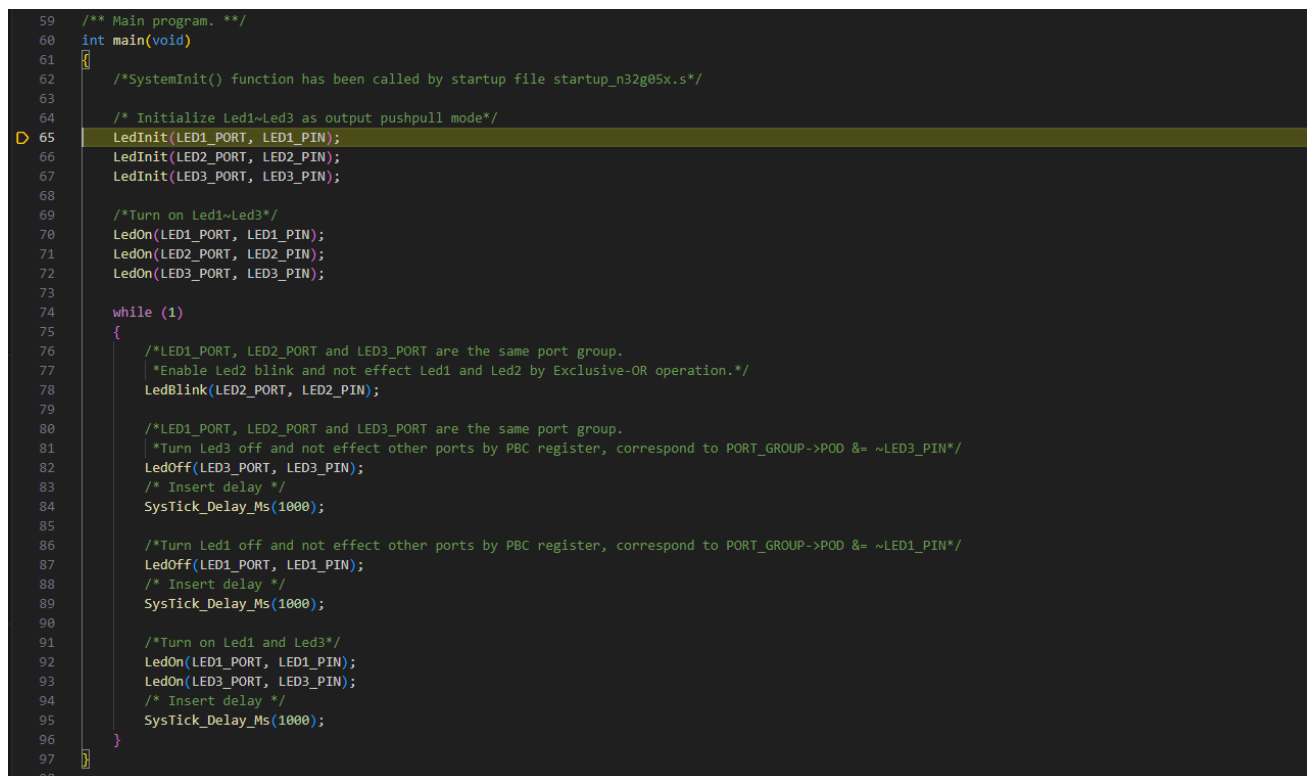 59 /** Main program. **/
60 int main(void)
61 {
62 /*SystemInit() function has been called by startup file startup_n32g05x.s*/
63
64 /* Initialize Led1~Led3 as output pushpull mode*/
65 LedInit(LED1_PORT, LED1_PIN);
66 LedInit(LED2_PORT, LED2_PIN);
67 LedInit(LED3_PORT, LED3_PIN);
68
69 /*Turn on Led1~Led3*/
70 LedOn(LED1_PORT, LED1_PIN);
71 LedOn(LED2_PORT, LED2_PIN);
72 LedOn(LED3_PORT, LED3_PIN);
73
74 while (1)
75 {
76 /*LED1_PORT, LED2_PORT and LED3_PORT are the same port group.
77 *Enable Led2 blink and not effect Led1 and Led2 by Exclusive-OR operation.*/
78 LedBlink(LED2_PORT, LED2_PIN);
79
80 /*LED1_PORT, LED2_PORT and LED3_PORT are the same port group.
81 *Turn Led3 off and not effect other ports by PBC register, correspond to PORT_GROUP->POD &= ~LED3_PIN*/
82 LedOff(LED3_PORT, LED3_PIN);
83 /* Insert delay */
84 SysTick_Delay_Ms(1000);
85
86 /*Turn Led1 off and not effect other ports by PBC register, correspond to PORT_GROUP->POD &= ~LED1_PIN*/
87 LedOff(LED1_PORT, LED1_PIN);
88 /* Insert delay */
89 SysTick_Delay_Ms(1000);
90
91 /*Turn on Led1 and Led3*/
92 LedOn(LED1_PORT, LED1_PIN);
93 LedOn(LED3_PORT, LED3_PIN);
94 /* Insert delay */
95 SysTick_Delay_Ms(1000);
96 }
97 }